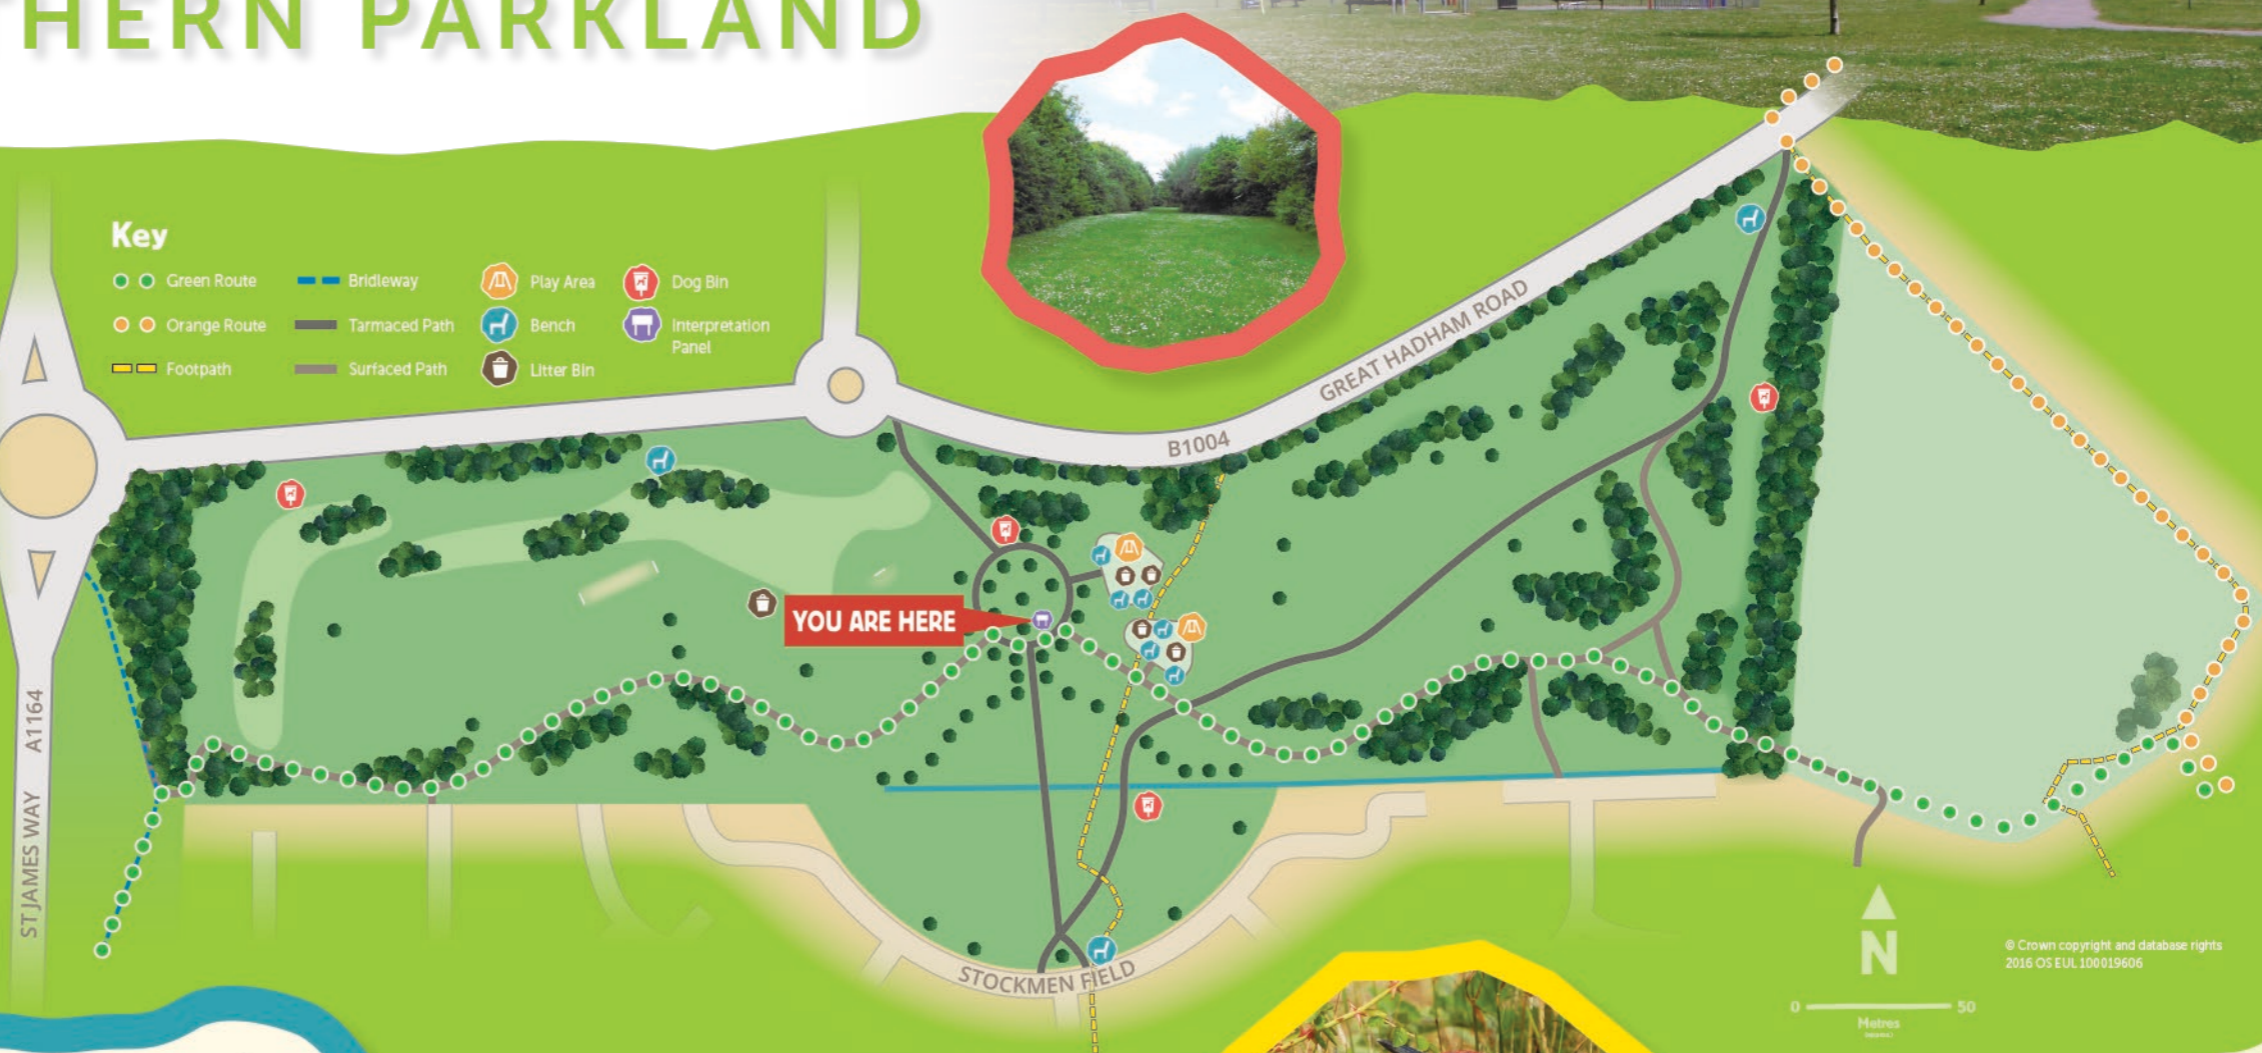 HERN PARKLAND
Key
Green Route
Bridleway
Play Area
Dog Bin
Orange Route
Tarmaced Path
Bench
Interpretation
Panel
Footpath
Surfaced Path
Litter Bin
GREAT HADHAM ROAD
B1004
YOU ARE HERE
ST JAMES WAY A1164
STOCKMEN FIELD
N
© Crown copyright and database rights
2016 OS EUL 100019606
0 50
Metres